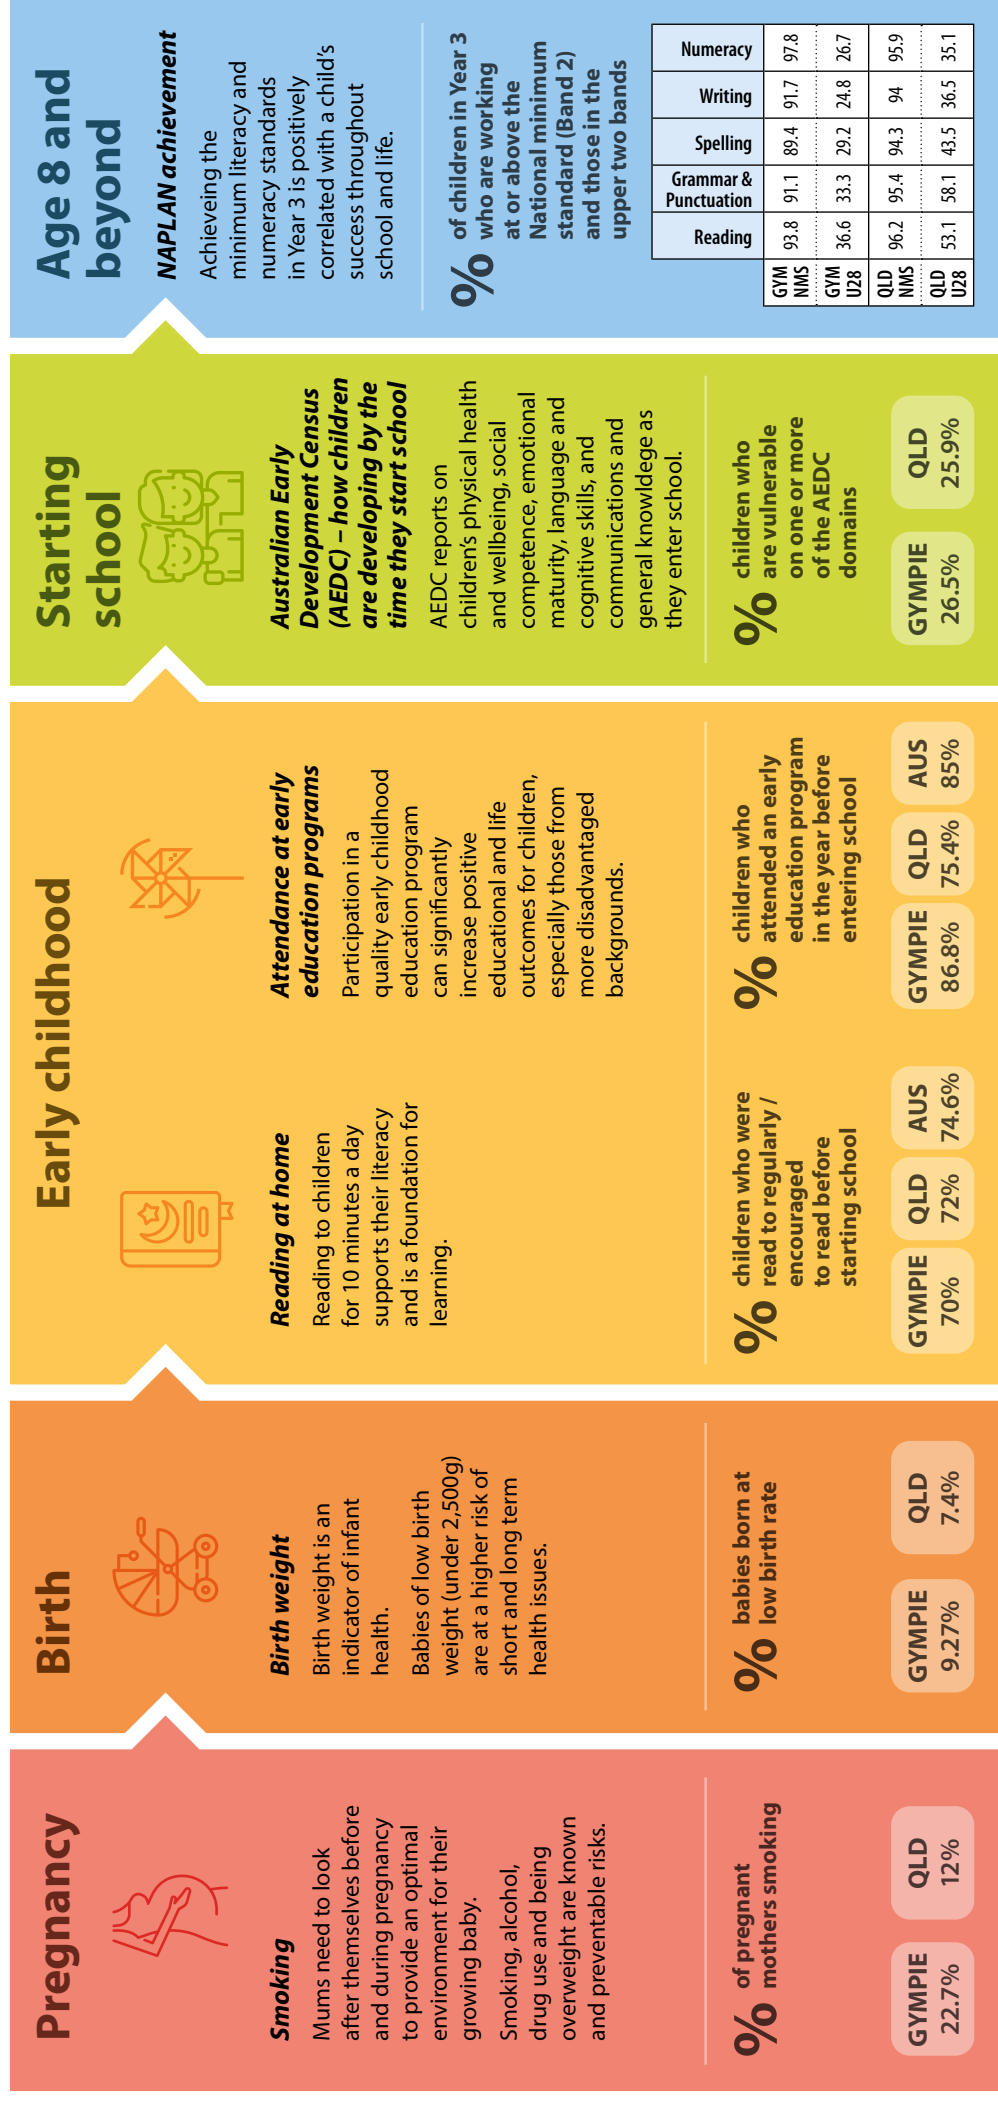 Pregnancy
Smoking
Mums need to look
after themselves before
and during pregnancy
to provide an optimal
environment for their
growing baby.
Smoking, alcohol,
drug use and being
overweight are known
and preventable risks.
% of pregnant
mothers smoking
GYMPIE
22.7%
QLD
12%
Birth
Birth weight
Birth weight is an
indicator of infant
health.
Babies of low birth
weight (under 2,500g)
are at a higher risk of
short and long term
health issues.
% babies born at
low birth rate
GYMPIE
9.27%
QLD
7.4%
Early childhood
Reading at home
Reading to children
for 10 minutes a day
supports their literacy
and is a foundation for
learning.
% children who were
read to regularly /
encouraged
to read before
starting school
GYMPIE
70%
QLD
72%
AUS
74.6%
Attendance at early
education programs
Participation in a
quality early childhood
education program
can significantly
increase positive
educational and life
outcomes for children,
especially those from
more disadvantaged
backgrounds.
% children who
attended an early
education program
in the year before
entering school
GYMPIE
86.8%
QLD
75.4%
AUS
85%
Starting
school
Australian Early
Development Census
(AEDC) – how children
are developing by the
time they start school
AEDC reports on
children's physical health
and wellbeing, social
competence, emotional
maturity, language and
cognitive skills, and
communications and
general knowldege as
they enter school.
% children who
are vulnerable
on one or more
of the AEDC
domains
GYMPIE
26.5%
QLD
25.9%
Age 8 and
beyond
NAPLAN achievement
Achieveing the
minimum literacy and
numeracy standards
in Year 3 is positively
correlated with a child's
success throughout
school and life.
% of children in Year 3
who are working
at or above the
National minimum
standard (Band 2)
and those in the
upper two bands
Reading Grammar & Punctuation Spelling Writing Numeracy
GYM NMS 93.8 91.1 89.4 91.7 97.8
GYM U28 36.6 33.3 29.2 24.8 26.7
QLD NMS 96.2 95.4 94.3 94 95.9
QLD U28 53.1 58.1 43.5 36.5 35.1